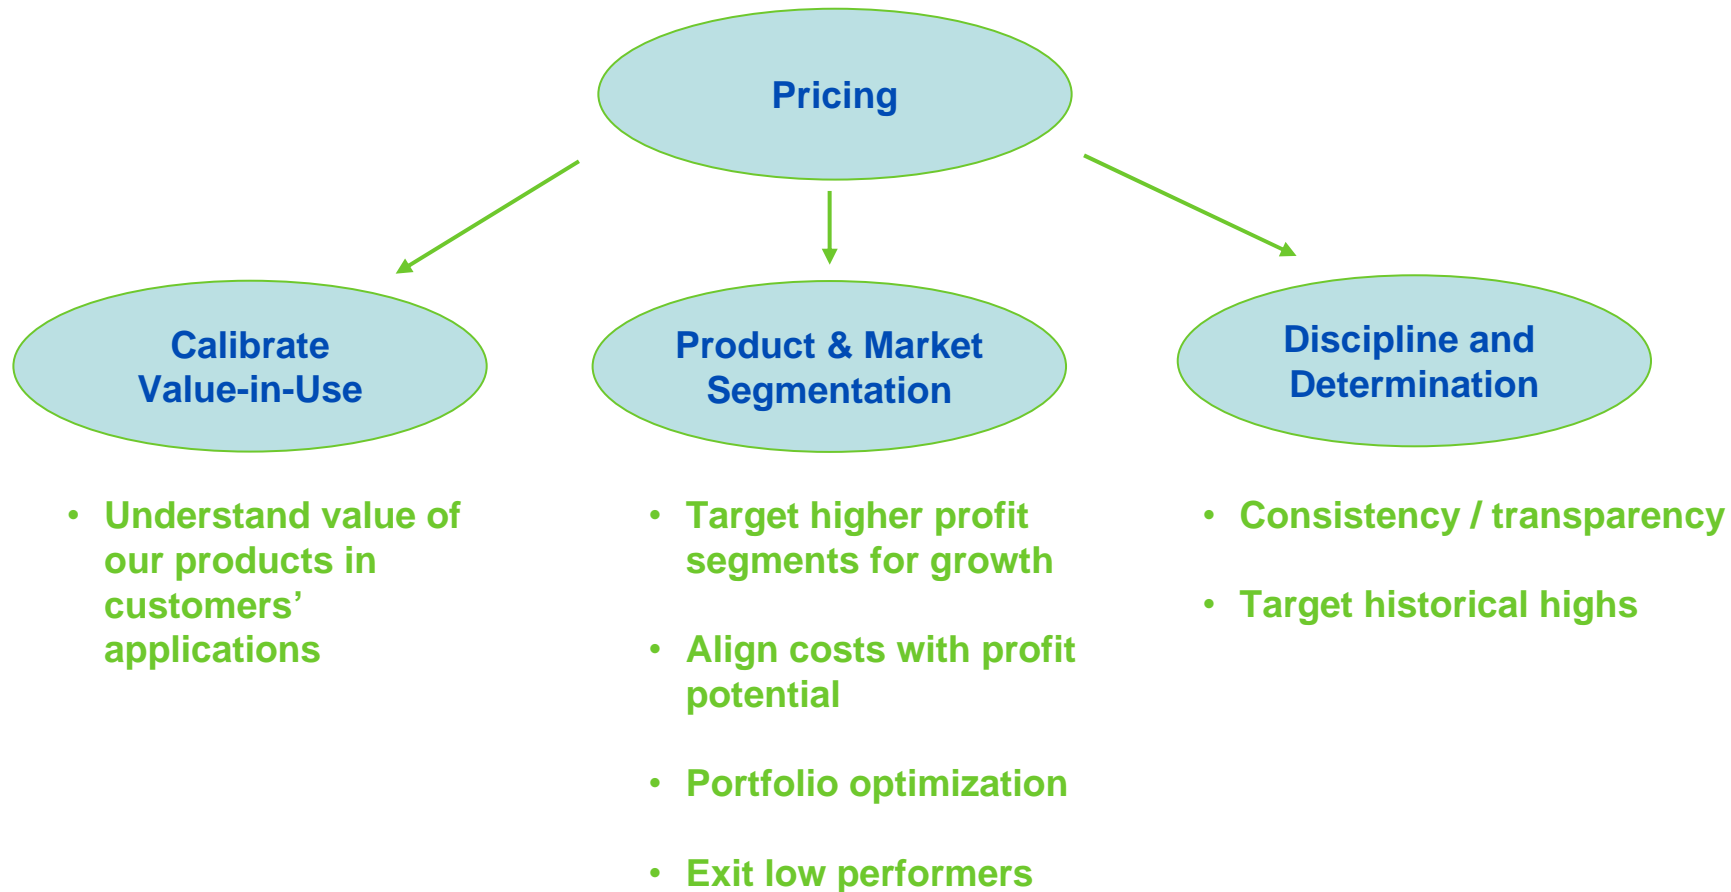 Pricing
Calibrate
Value-in-Use
Product & Market
Segmentation
Discipline and
Determination
• Understand value of
our products in
customers’
applications
• Target higher profit
segments for growth
• Align costs with profit
potential
• Portfolio optimization
• Exit low performers
• Consistency / transparency
• Target historical highs